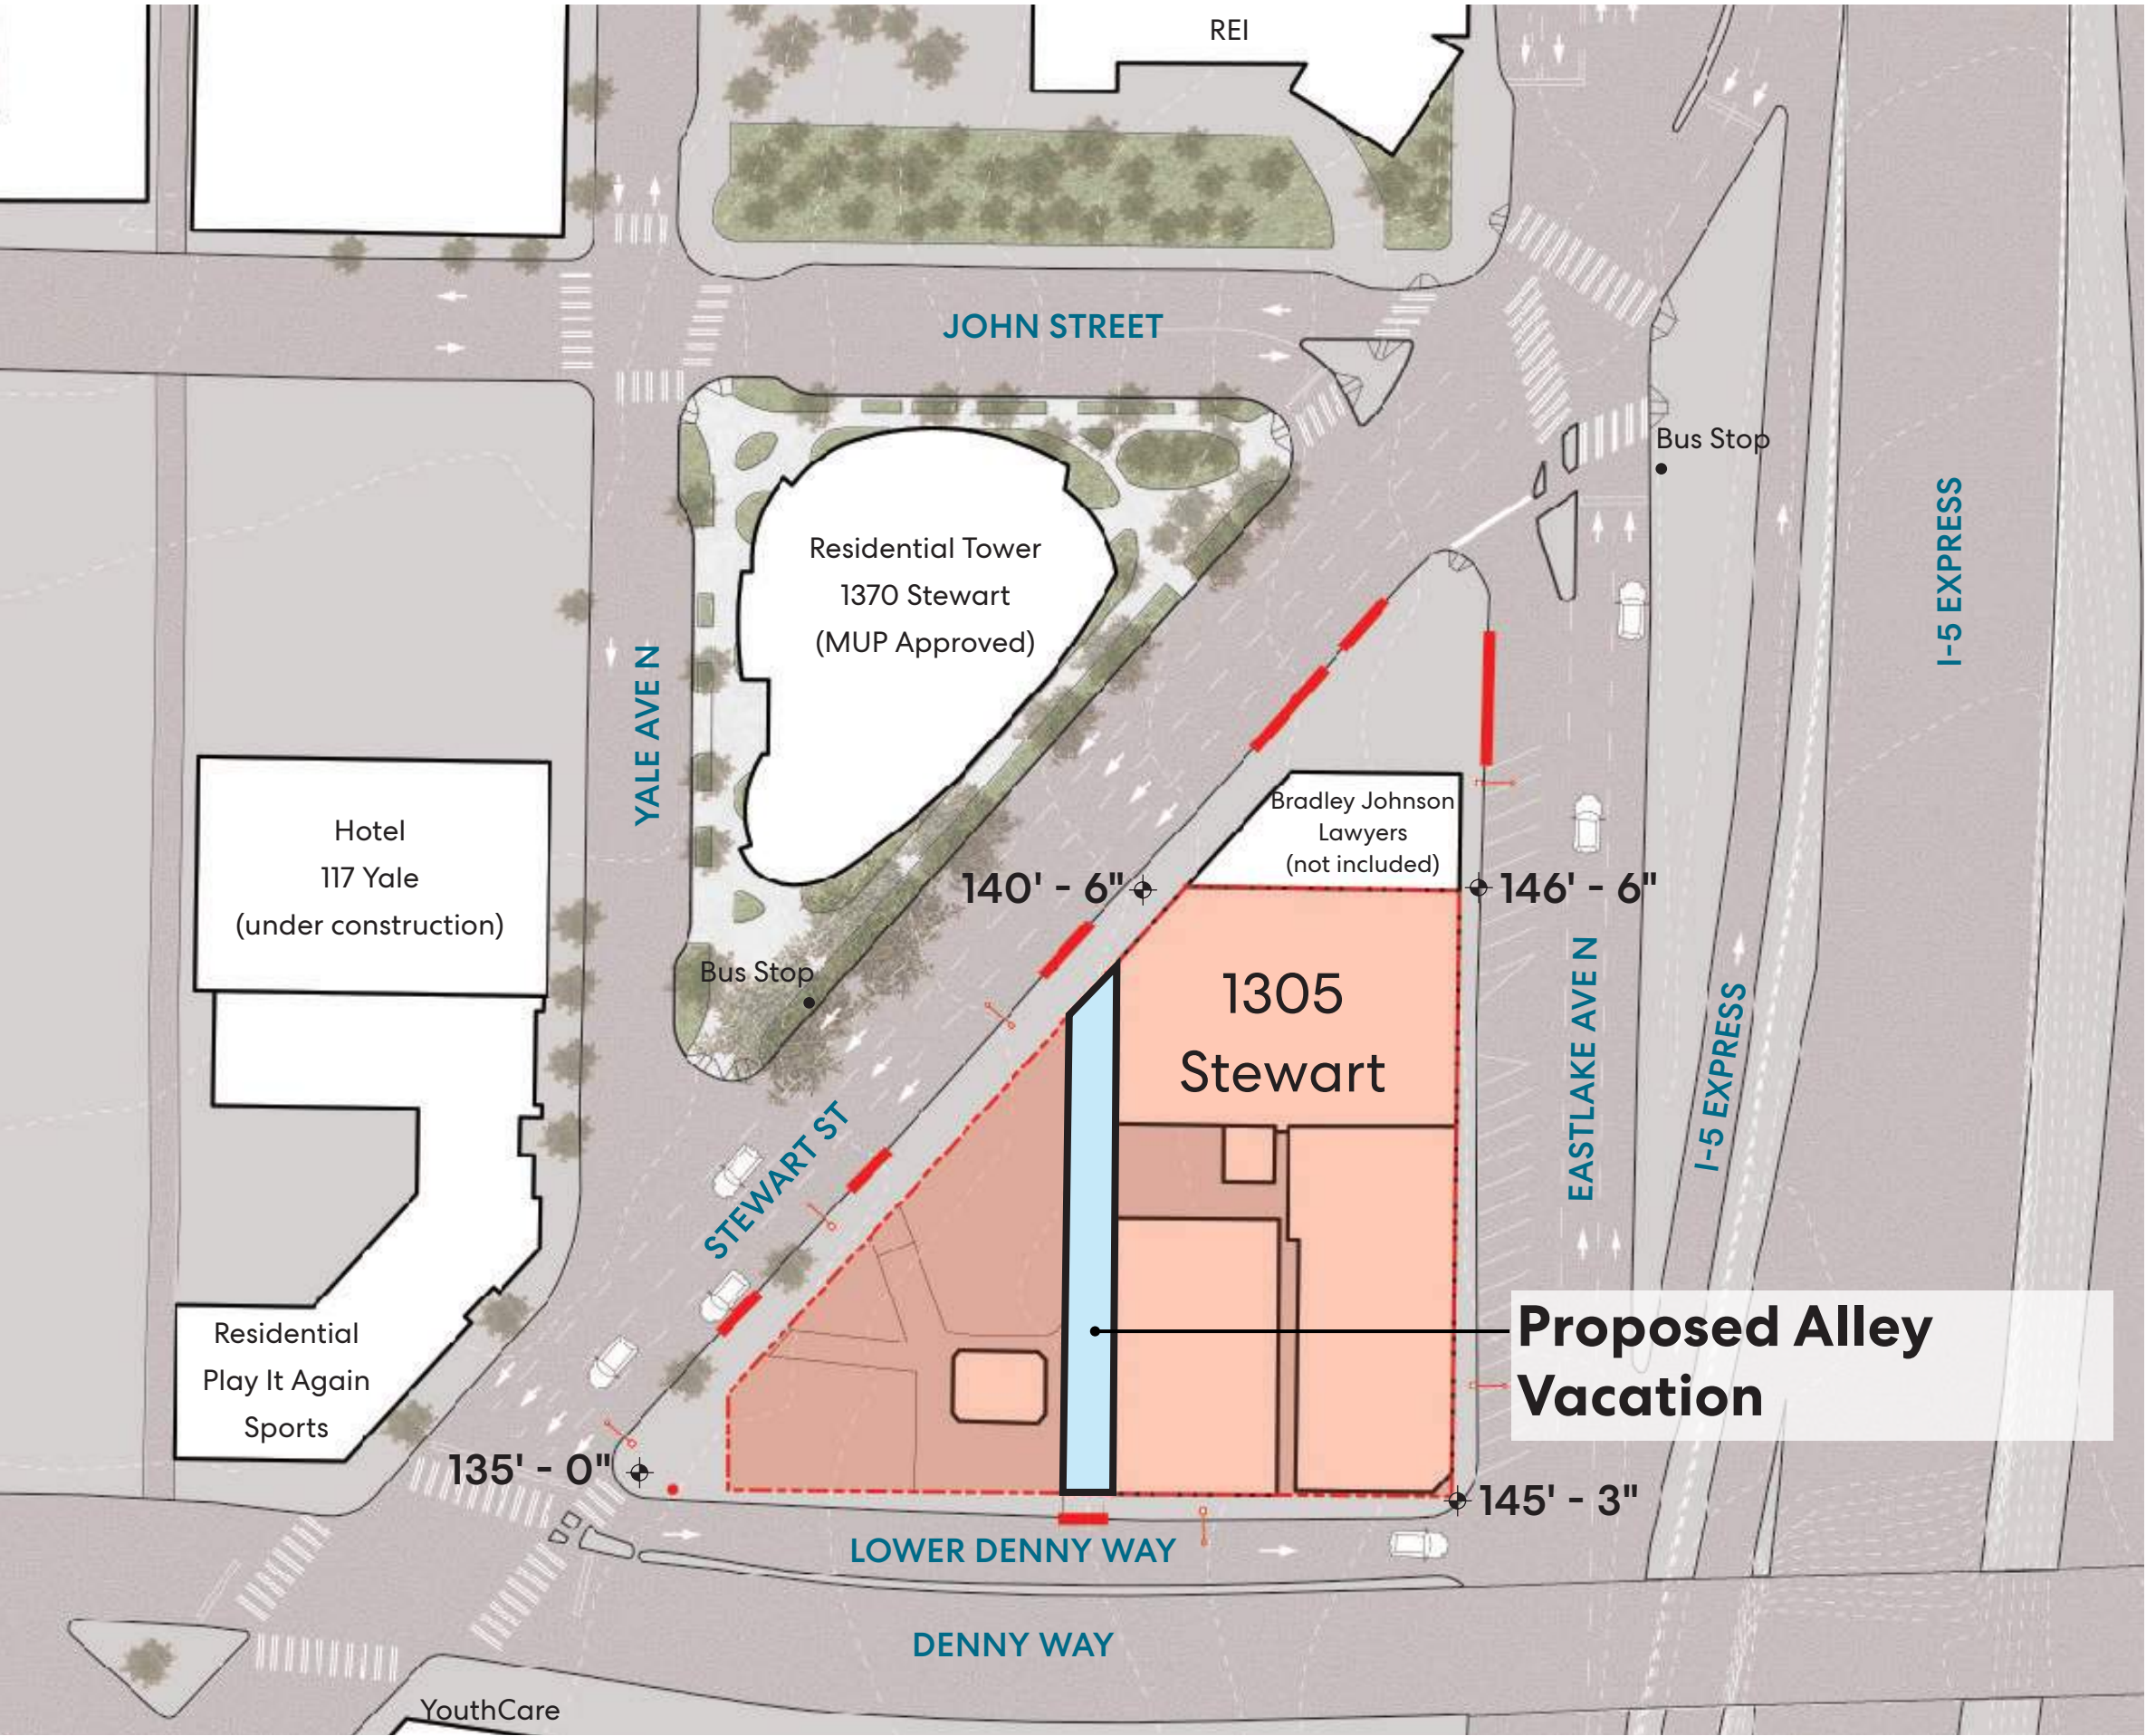 REI
JOHN STREET
Bus Stop
I-5 EXPRESS
Residential Tower
1370 Stewart
(MUP Approved)
YALE AVE N
Hotel
117 Yale
(under construction)
Bradley Johnson
Lawyers
(not included)
140' - 6"
146' - 6"
Bus Stop
1305
Stewart
EASTLAKE AVE N
I-5 EXPRESS
STEWART ST
Proposed Alley
Vacation
Residential
Play It Again
Sports
135' - 0"
145' - 3"
LOWER DENNY WAY
DENNY WAY
YouthCare